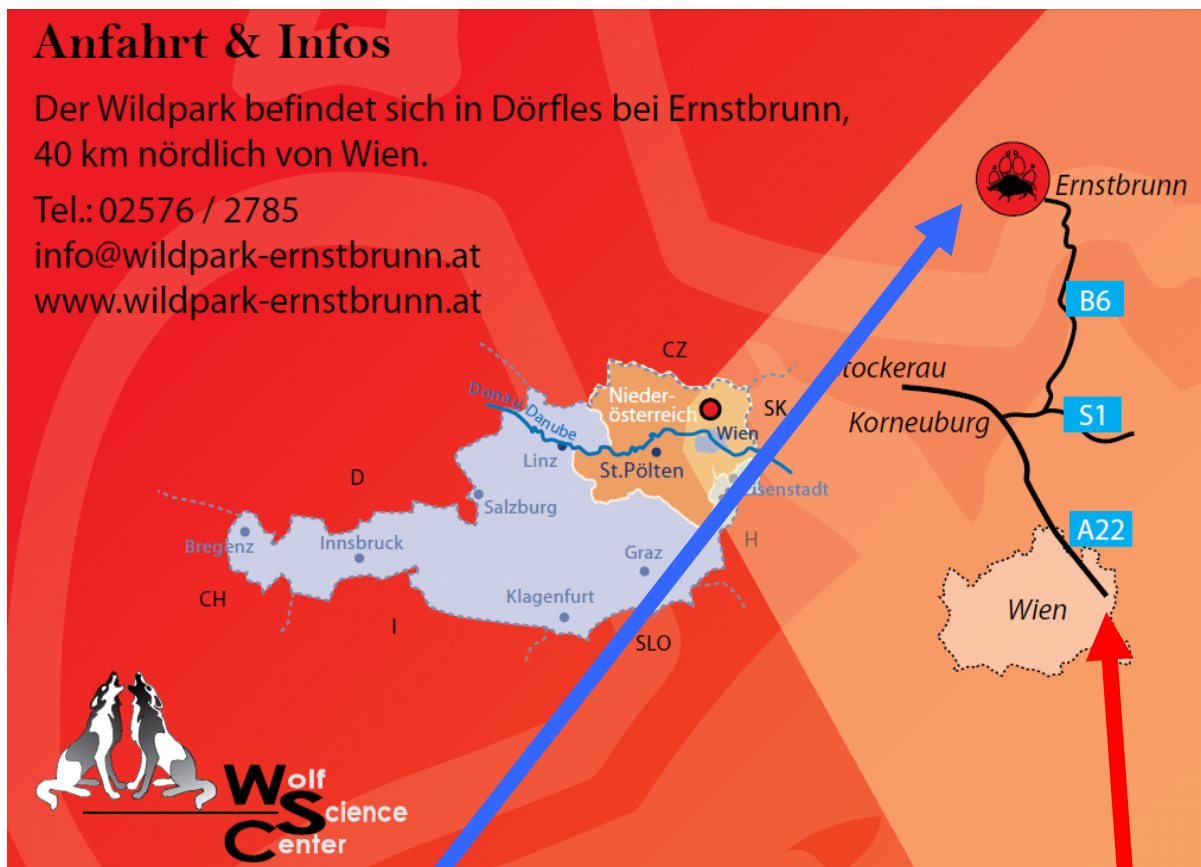 Anfahrt & Infos
Der Wildpark befindet sich in Dörfles bei Ernstbrunn,
40 km nördlich von Wien.
Tel.: 02576 / 2785
info@wildpark-ernstbrunn.at
www.wildpark-ernstbrunn.at
Ernstbrunn
B6
tockerau
Korneuburg
S1
A22
Wien
CZ
SK
Donau Danube
Nieder-
österreich
Wien
Linz
St.Pölten
Eisenstadt
D
Salzburg
Bregenz
Innsbruck
Graz
H
CH
Klagenfurt
I
SLO
Wolf
Science
Center